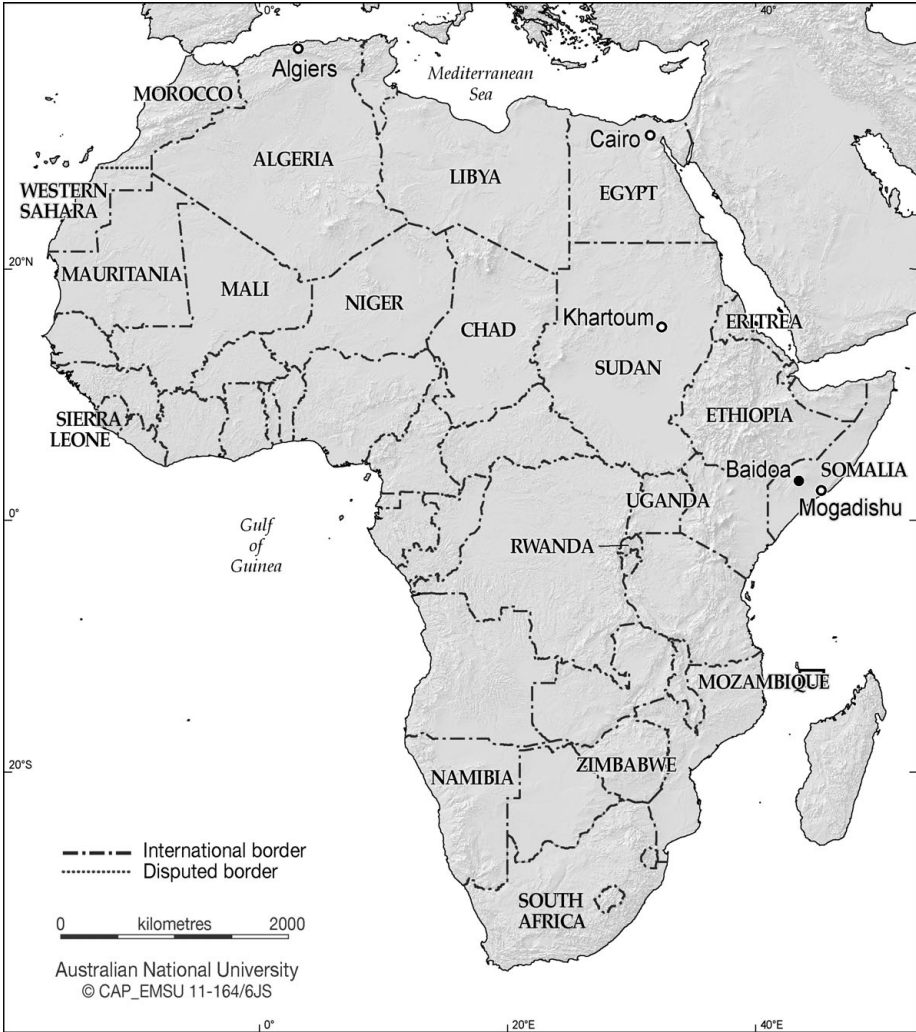 0°
40°
Algiers
Mediterranean
Sea
MOROCCO
Cairo
ALGERIA
LIBYA
WESTERN
SAHARA
EGYPT
20°N
MAURITANIA
MALI
NIGER
CHAD
Khartoum
ERITREA
SUDAN
SIERRA
LEONE
ETHIOPIA
Baidoa
SOMALIA
UGANDA
Mogadishu
0°
Gulf
of
Guinea
RWANDA
MOZAMBIQUE
20°S
NAMIBIA
ZIMBABWE
International border
Disputed border
SOUTH
AFRICA
0 kilometres 2000
Australian National University
© CAP_EMSU 11-164/6JS
0°
20°E
40°E